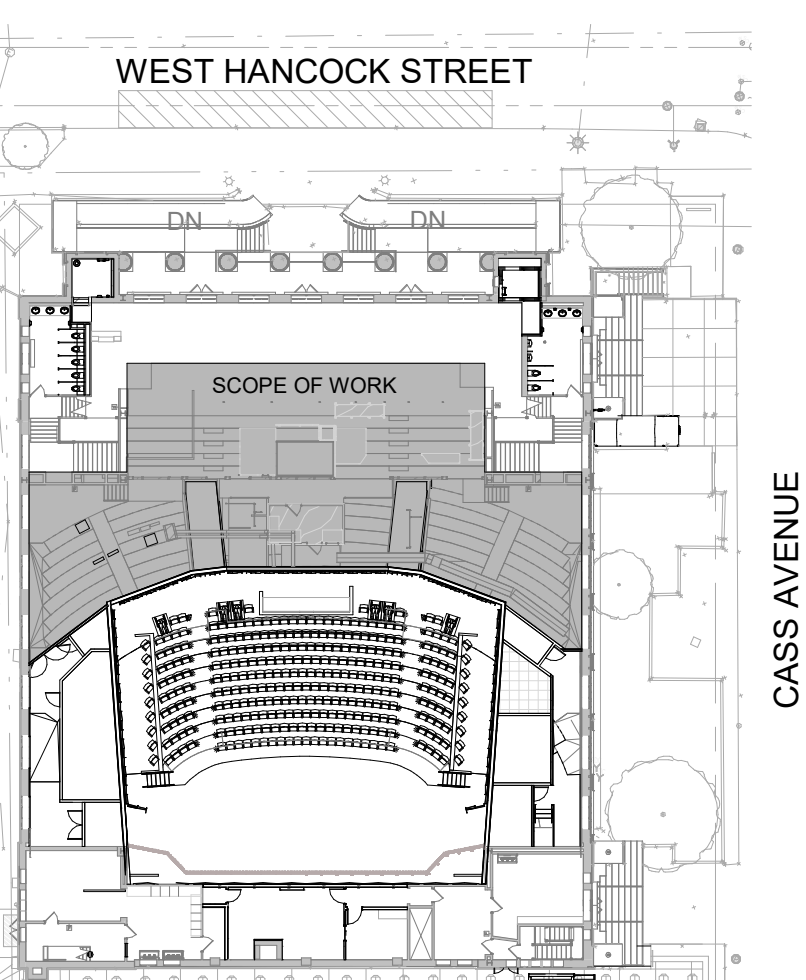 WEST HANCOCK STREET
DN
DN
SCOPE OF WORK
CASS AVENUE